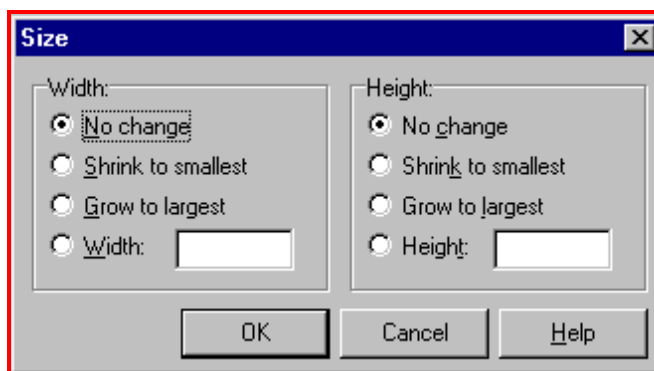 Size
Width:
No change
Shrink to smallest
Grow to largest
Width:
Height:
No change
Shrink to smallest
Grow to largest
Height:
OK
Cancel
Help